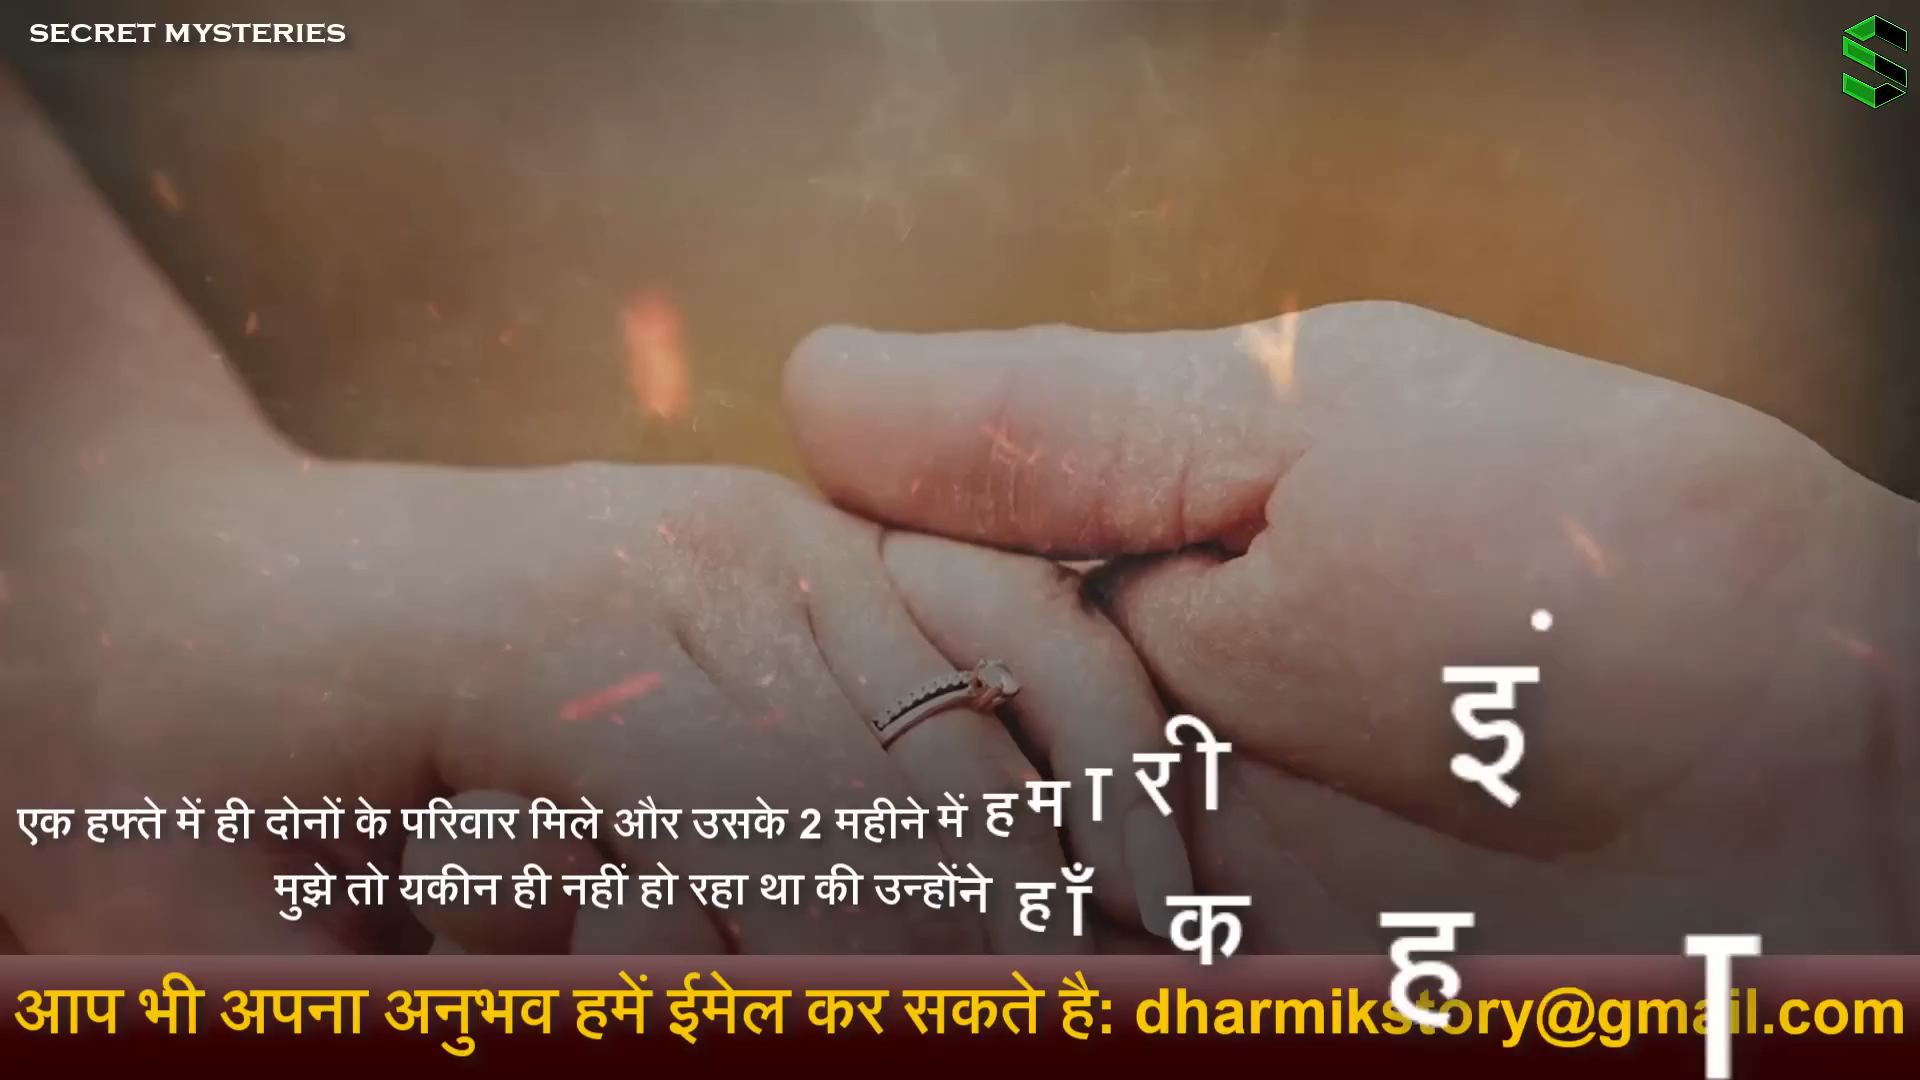 SECRET MYSTERIES
एक हफ्ते में ही दोनों के परिवार मिले और उसके 2 महीने में हमारी इं
मुझे तो यकीन ही नहीं हो रहा था की उन्होंने हाँ कहा
आप भी अपना अनुभव हमें ईमेल कर सकते है: dharmikstory@gmail.com